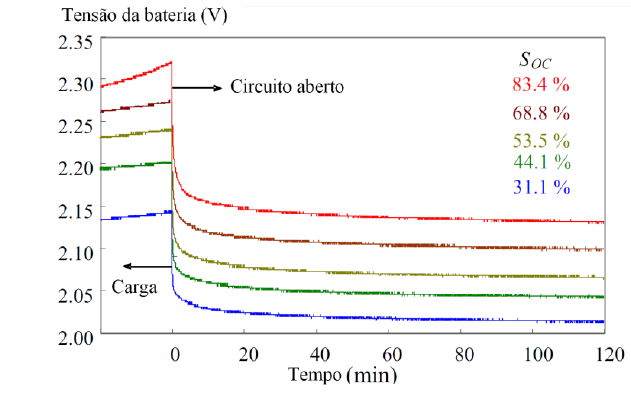 Tensão da bateria (V)
2.35
2.30
2.25
2.20
2.15
2.10
2.05
2.00
Circuito aberto
Carga
SOC
83.4 %
68.8 %
53.5 %
44.1 %
31.1 %
0 20 40 60 80 100 120
Tempo (min)